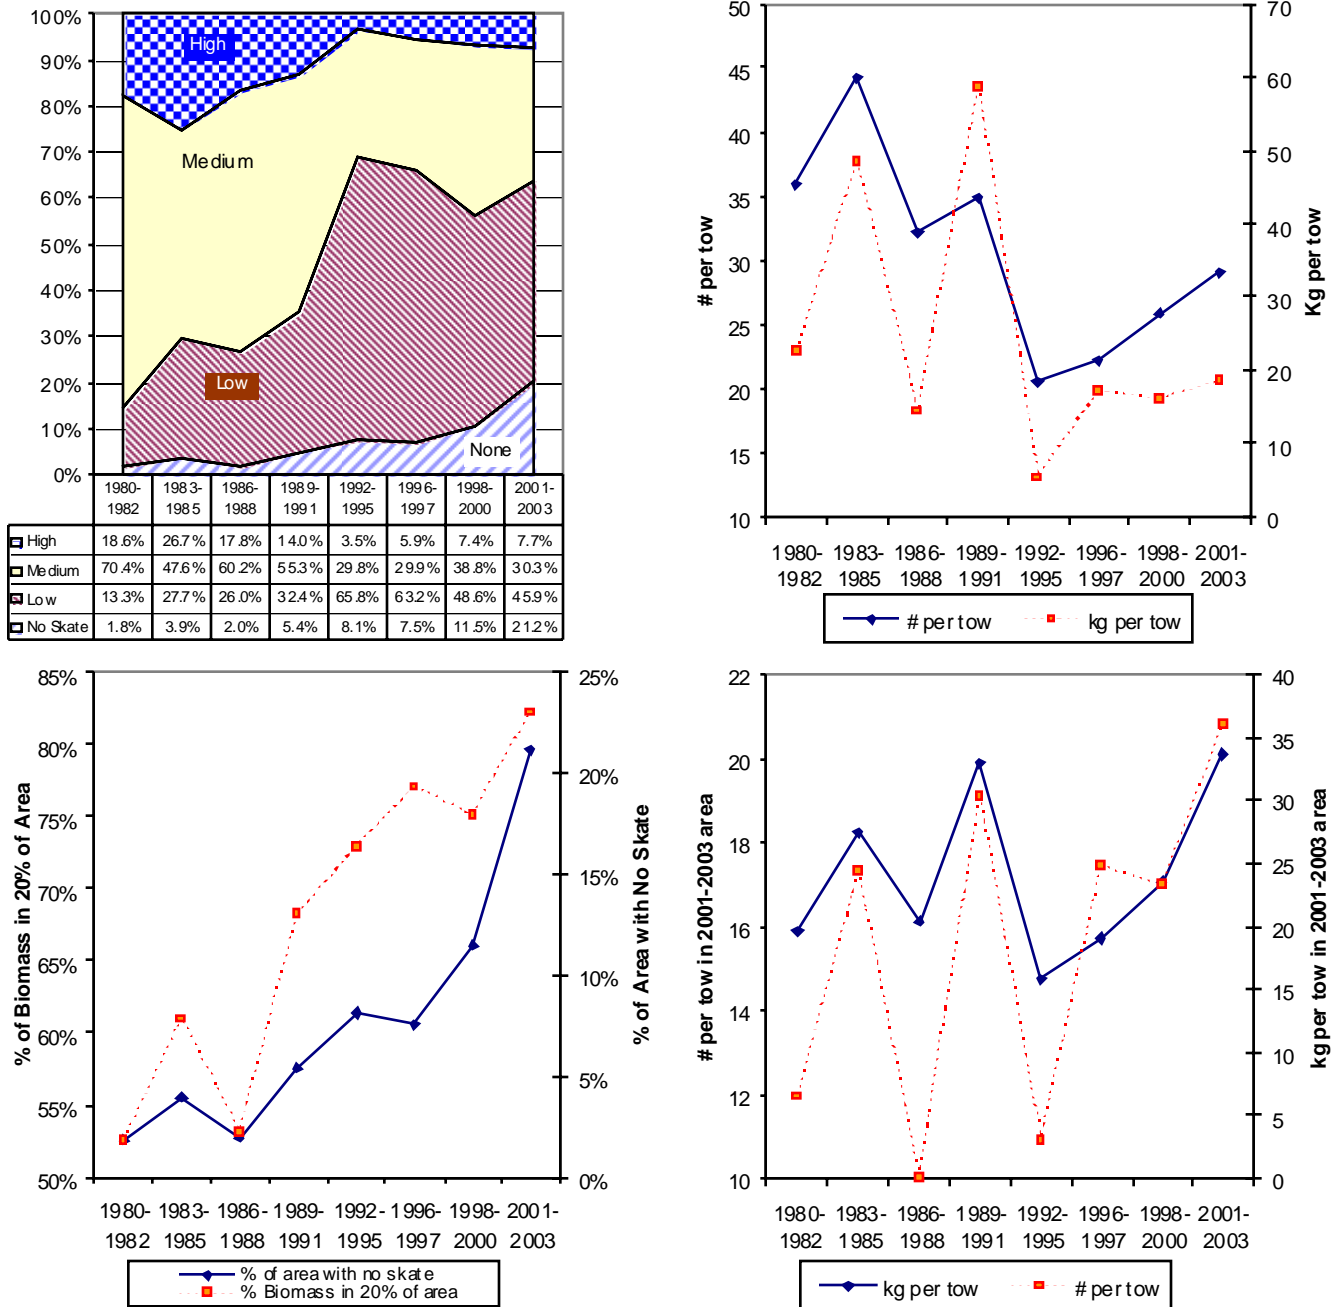 100%
90%
80%
70%
60%
50%
40%
30%
20%
10%
0%
High
Medium
Low
None
1980- 1983- 1986- 1989- 1992- 1996- 1998- 2001-
1982 1985 1988 1991 1995 1997 2000 2003
High 18.6% 26.7% 17.8% 14.0% 3.5% 5.9% 7.4% 7.7%
Medium 70.4% 47.6% 60.2% 55.3% 29.8% 29.9% 38.8% 30.3%
Low 13.3% 27.7% 26.0% 32.4% 65.8% 63.2% 48.6% 45.9%
No Skate 1.8% 3.9% 2.0% 5.4% 8.1% 7.5% 11.5% 21.2%
# per tow
50
45
40
35
30
25
20
15
10
70
60
50
40
30
20
10
0
Kg per tow
1980- 1983- 1986- 1989- 1992- 1996- 1998- 2001-
1982 1985 1988 1991 1995 1997 2000 2003
# per tow kg per tow
% of Biomass in 20% of Area
85%
80%
75%
70%
65%
60%
55%
50%
25%
20%
15%
10%
5%
0%
% of Area with No Skate
1980- 1983- 1986- 1989- 1992- 1996- 1998- 2001-
1982 1985 1988 1991 1995 1997 2000 2003
% of area with no skate
% Biomass in 20% of area
# per tow in 2001-2003 area
22
20
18
16
14
12
10
40
35
30
25
20
15
10
5
0
kg per tow in 2001-2003 area
1980- 1983- 1986- 1989- 1992- 1996- 1998- 2001-
1982 1985 1988 1991 1995 1997 2000 2003
kg per tow # per tow